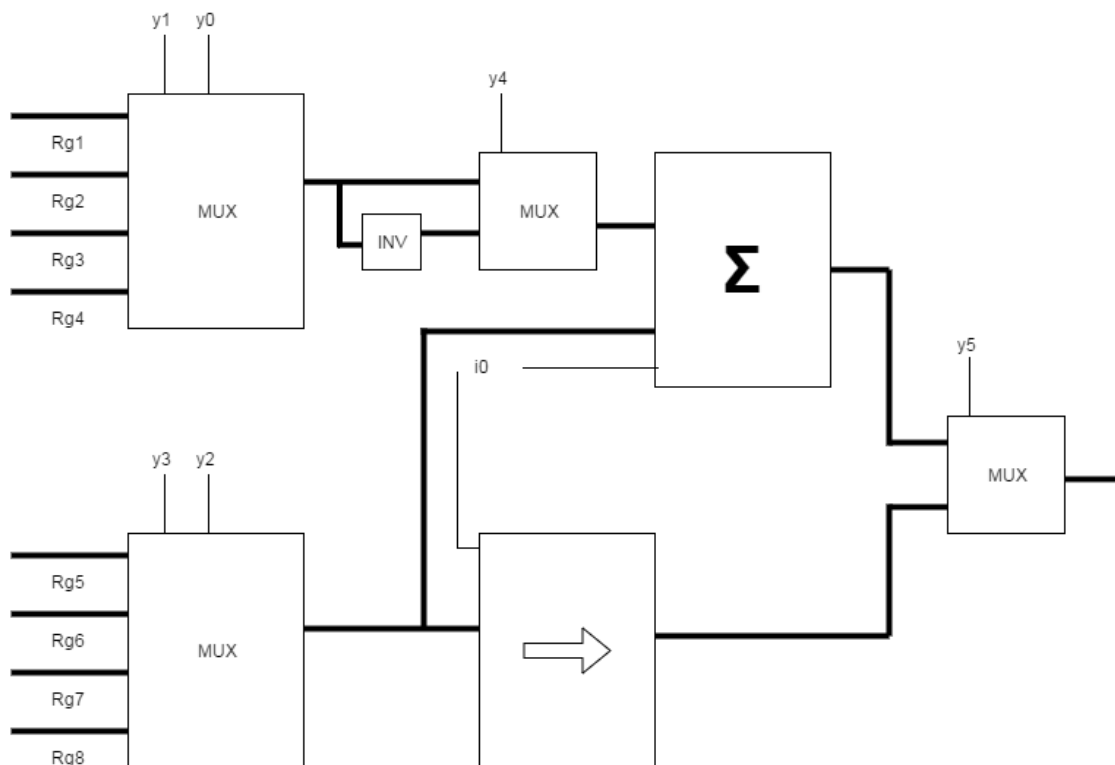 y1 y0
y4
Rg1
Rg2
MUX
MUX
INV
Rg3
Σ
Rg4
y5
i0
y3 y2
MUX
Rg5
Rg6
MUX
Rg7
Rg8